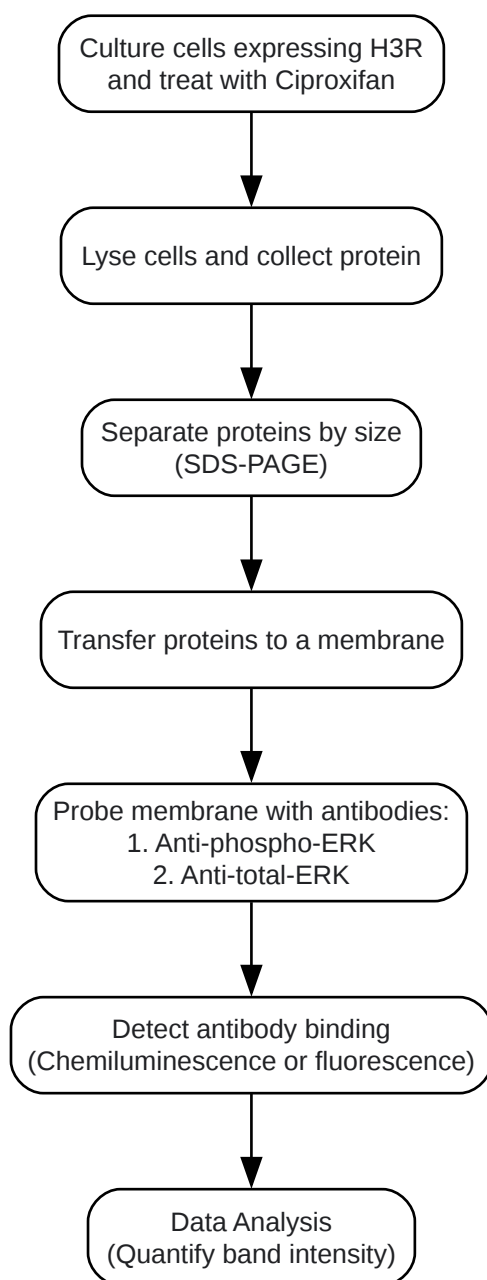 Culture cells expressing H3R
and treat with Ciproxifan
Lyse cells and collect protein
Separate proteins by size
(SDS-PAGE)
Transfer proteins to a membrane
Probe membrane with antibodies:
1. Anti-phospho-ERK
2. Anti-total-ERK
Detect antibody binding
(Chemiluminescence or fluorescence)
Data Analysis
(Quantify band intensity)